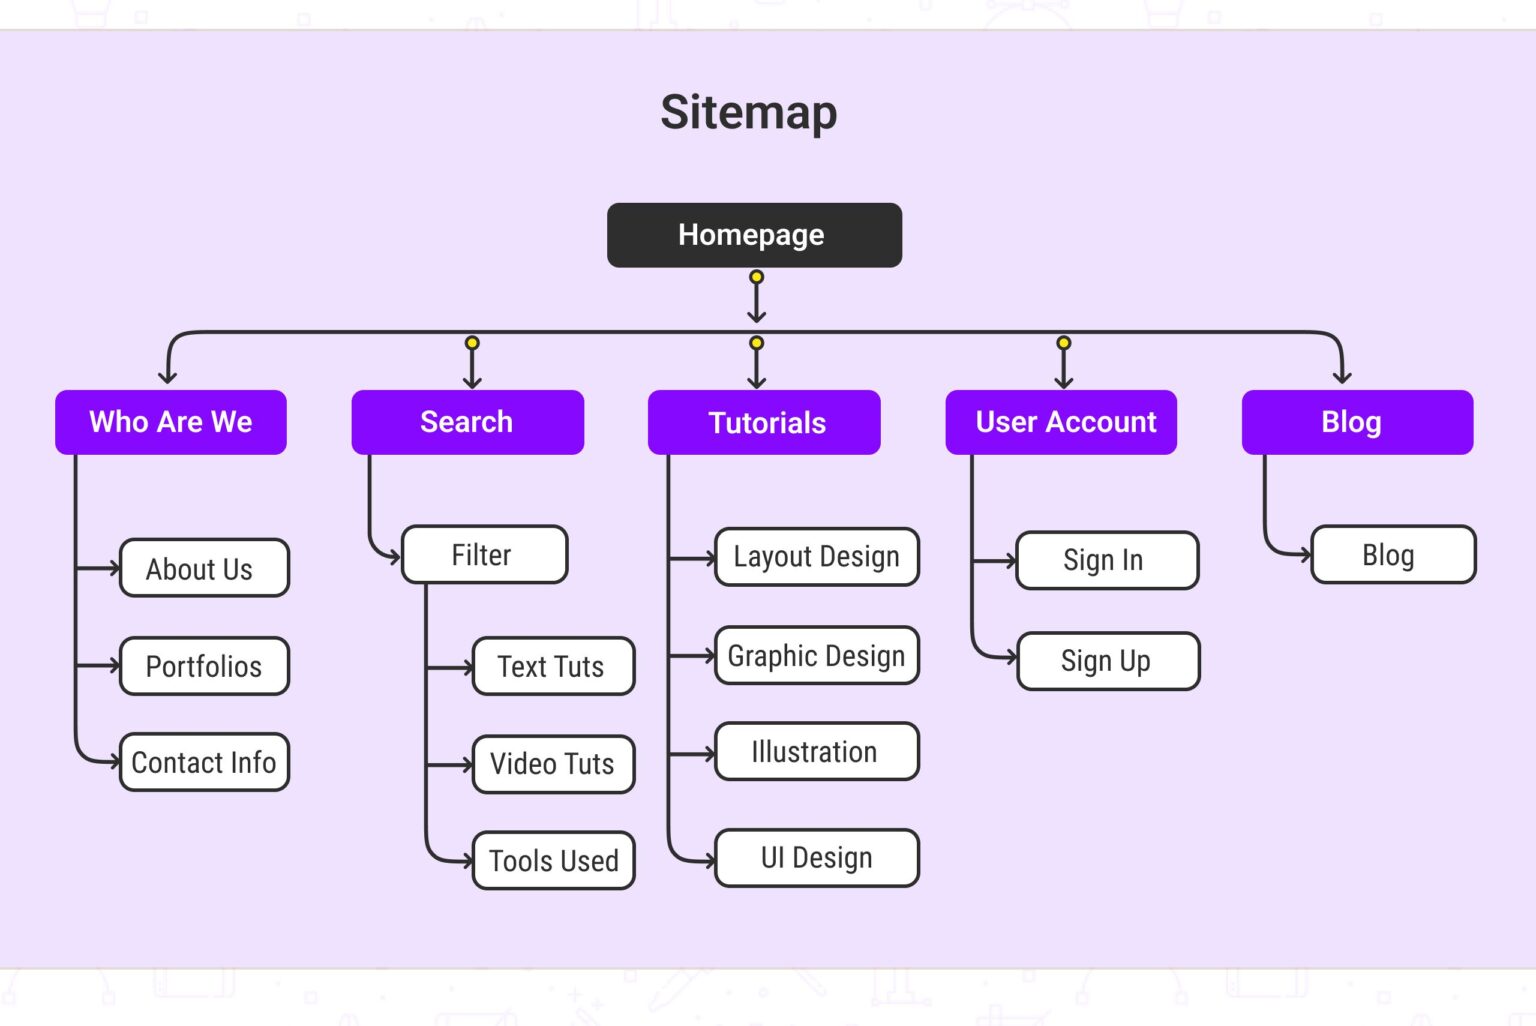 Sitemap
Homepage
Who Are We
Search
Tutorials
User Account
Blog
About Us
Portfolios
Contact Info
Filter
Text Tuts
Video Tuts
Tools Used
Layout Design
Graphic Design
Illustration
UI Design
Sign In
Sign Up
Blog